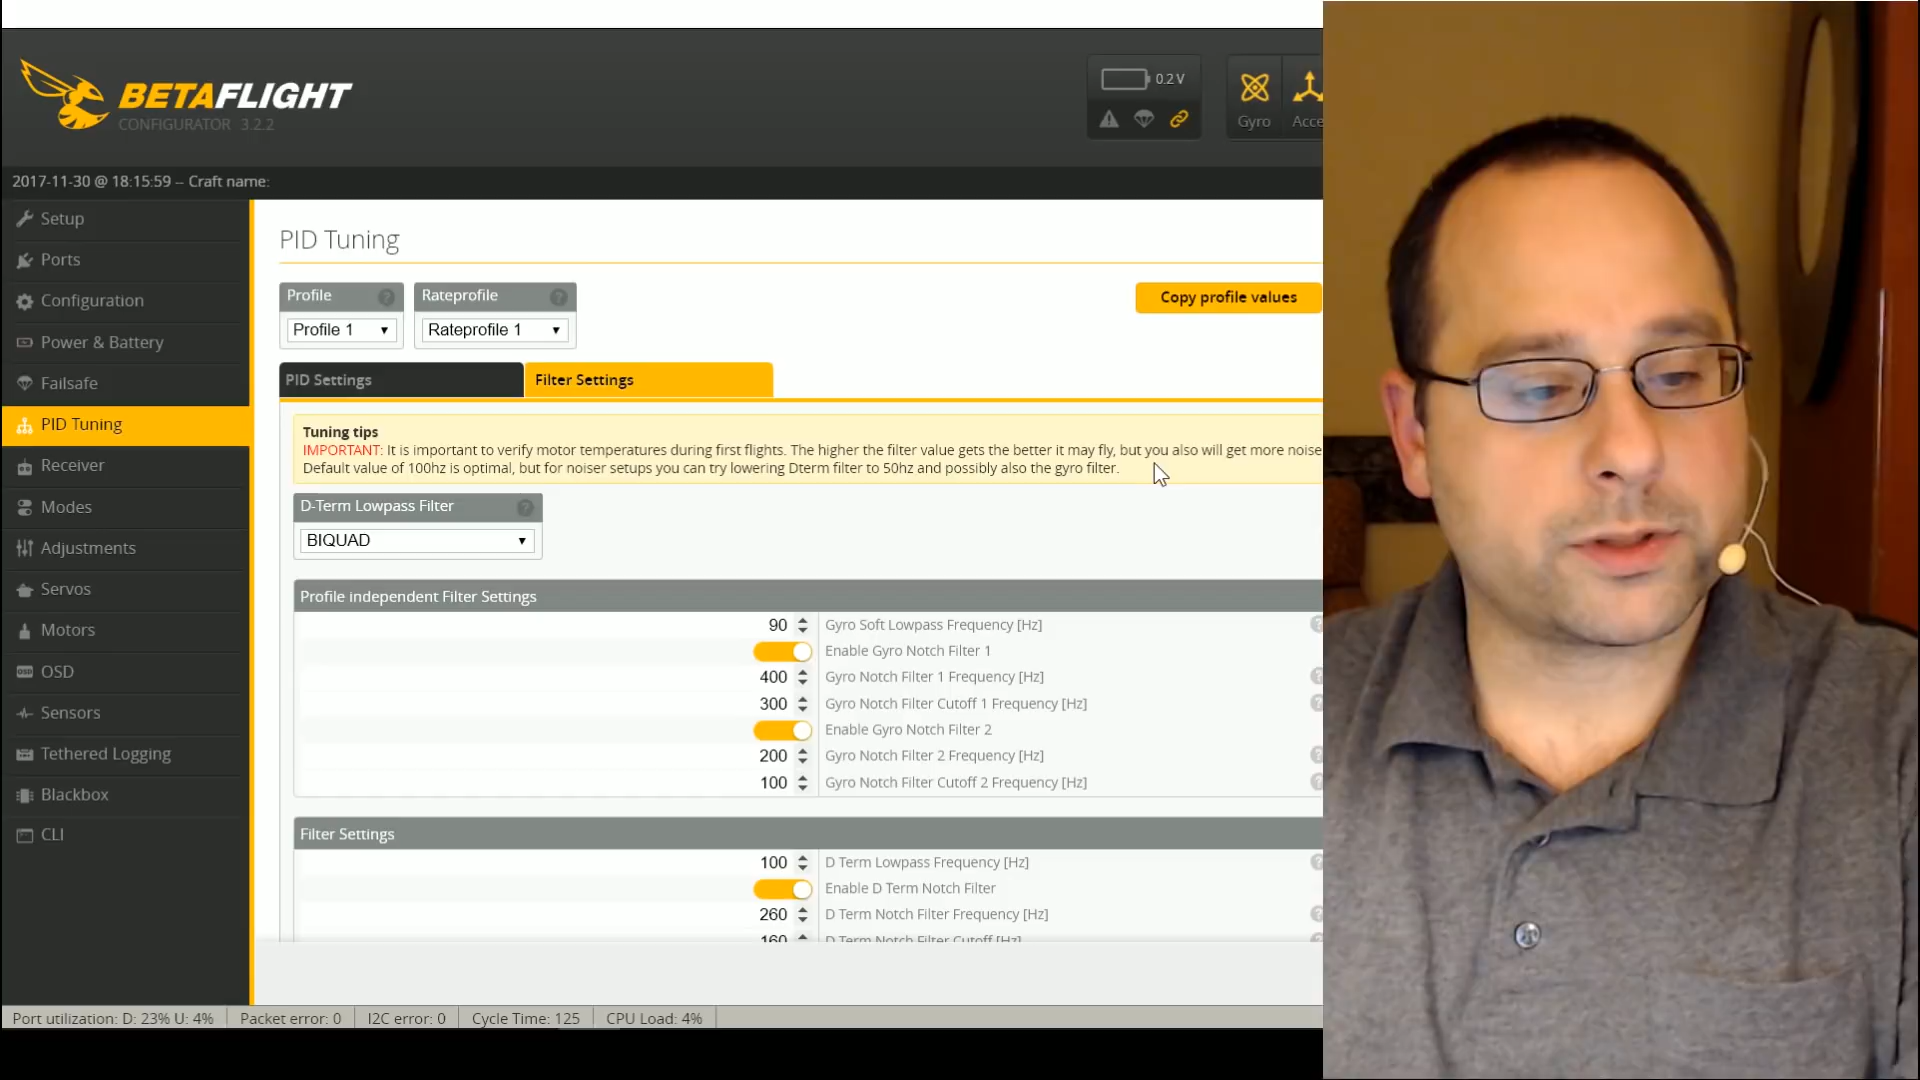 BETAFLIGHT
CONFIGURATOR 3.2.2
0.2 V
Gyro
Acce
2017-11-30 @ 18:15:59 -- Craft name:
Setup
Ports
Configuration
Power & Battery
Failsafe
PID Tuning
Receiver
Modes
Adjustments
Servos
Motors
OSD
Sensors
Tethered Logging
Blackbox
CLI
PID Tuning
Profile
Rateprofile
Profile 1
Rateprofile 1
Copy profile values
PID Settings
Filter Settings
Tuning tips
IMPORTANT: It is important to verify motor temperatures during first flights. The higher the filter value gets the better it may fly, but you also will get more noise
Default value of 100hz is optimal, but for noiser setups you can try lowering Dterm filter to 50hz and possibly also the gyro filter.
D-Term Lowpass Filter
BIQUAD
Profile independent Filter Settings
90 Gyro Soft Lowpass Frequency [Hz]
Enable Gyro Notch Filter 1
400 Gyro Notch Filter 1 Frequency [Hz]
300 Gyro Notch Filter Cutoff 1 Frequency [Hz]
Enable Gyro Notch Filter 2
200 Gyro Notch Filter 2 Frequency [Hz]
100 Gyro Notch Filter Cutoff 2 Frequency [Hz]
Filter Settings
100 D Term Lowpass Frequency [Hz]
Enable D Term Notch Filter
260 D Term Notch Filter Frequency [Hz]
160 D Term Notch Filter Cutoff [Hz]
Port utilization: D: 23% U: 4%
Packet error: 0
I2C error: 0
Cycle Time: 125
CPU Load: 4%